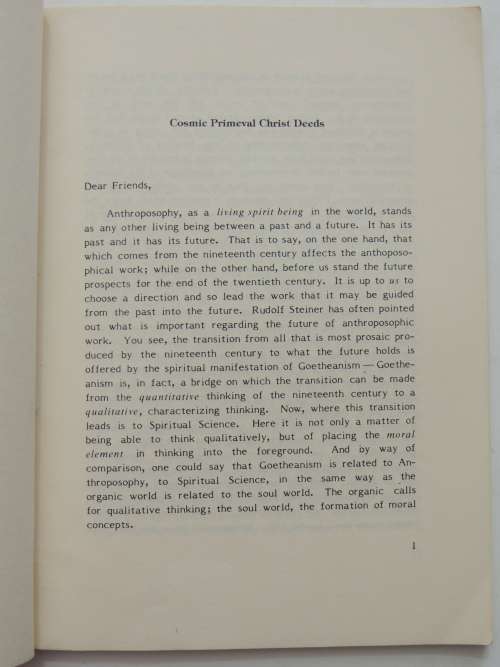 Cosmic Primeval Christ Deeds
Dear Friends,
Anthroposophy, as a living spirit being in the world, stands
as any other living being between a past and a future. It has its
past and it has its future. That is to say, on the one hand, that
which comes from the nineteenth century affects the anthroposo-
phical work; while on the other hand, before us stand the future
prospects for the end of the twentieth century. It is up to us to
choose a direction and so lead the work that it may be guided
from the past into the future. Rudolf Steiner has often pointed
out what is important regarding the future of anthroposophic
work. You see, the transition from all that is most prosaic pro-
duced by the nineteenth century to what the future holds is
offered by the spiritual manifestation of Goetheanism — Goethe-
anism is, in fact, a bridge on which the transition can be made
from the quantitative thinking of the nineteenth century to a
qualitative, characterizing thinking. Now, where this transition
leads is to Spiritual Science. Here it is not only a matter of
being able to think qualitatively, but of placing the moral
element in thinking into the foreground. And by way of
comparison, one could say that Goetheanism is related to An-
throposophy, to Spiritual Science, in the same way as the
organic world is related to the soul world. The organic calls
for qualitative thinking; the soul world, the formation of moral
concepts.
1